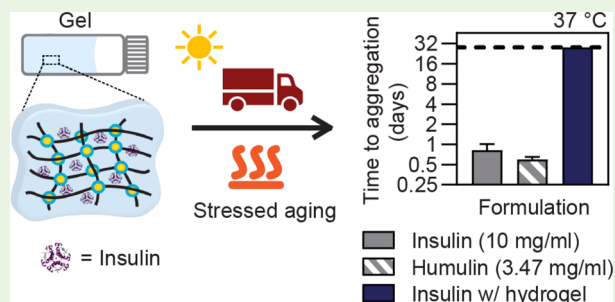 Gel
= Insulin
Stressed aging
37 °C
Time to aggregation
(days)
32
16
8
4
2
1
0.5
0.25
Formulation
Insulin (10 mg/ml)
Humulin (3.47 mg/ml)
Insulin w/ hydrogel